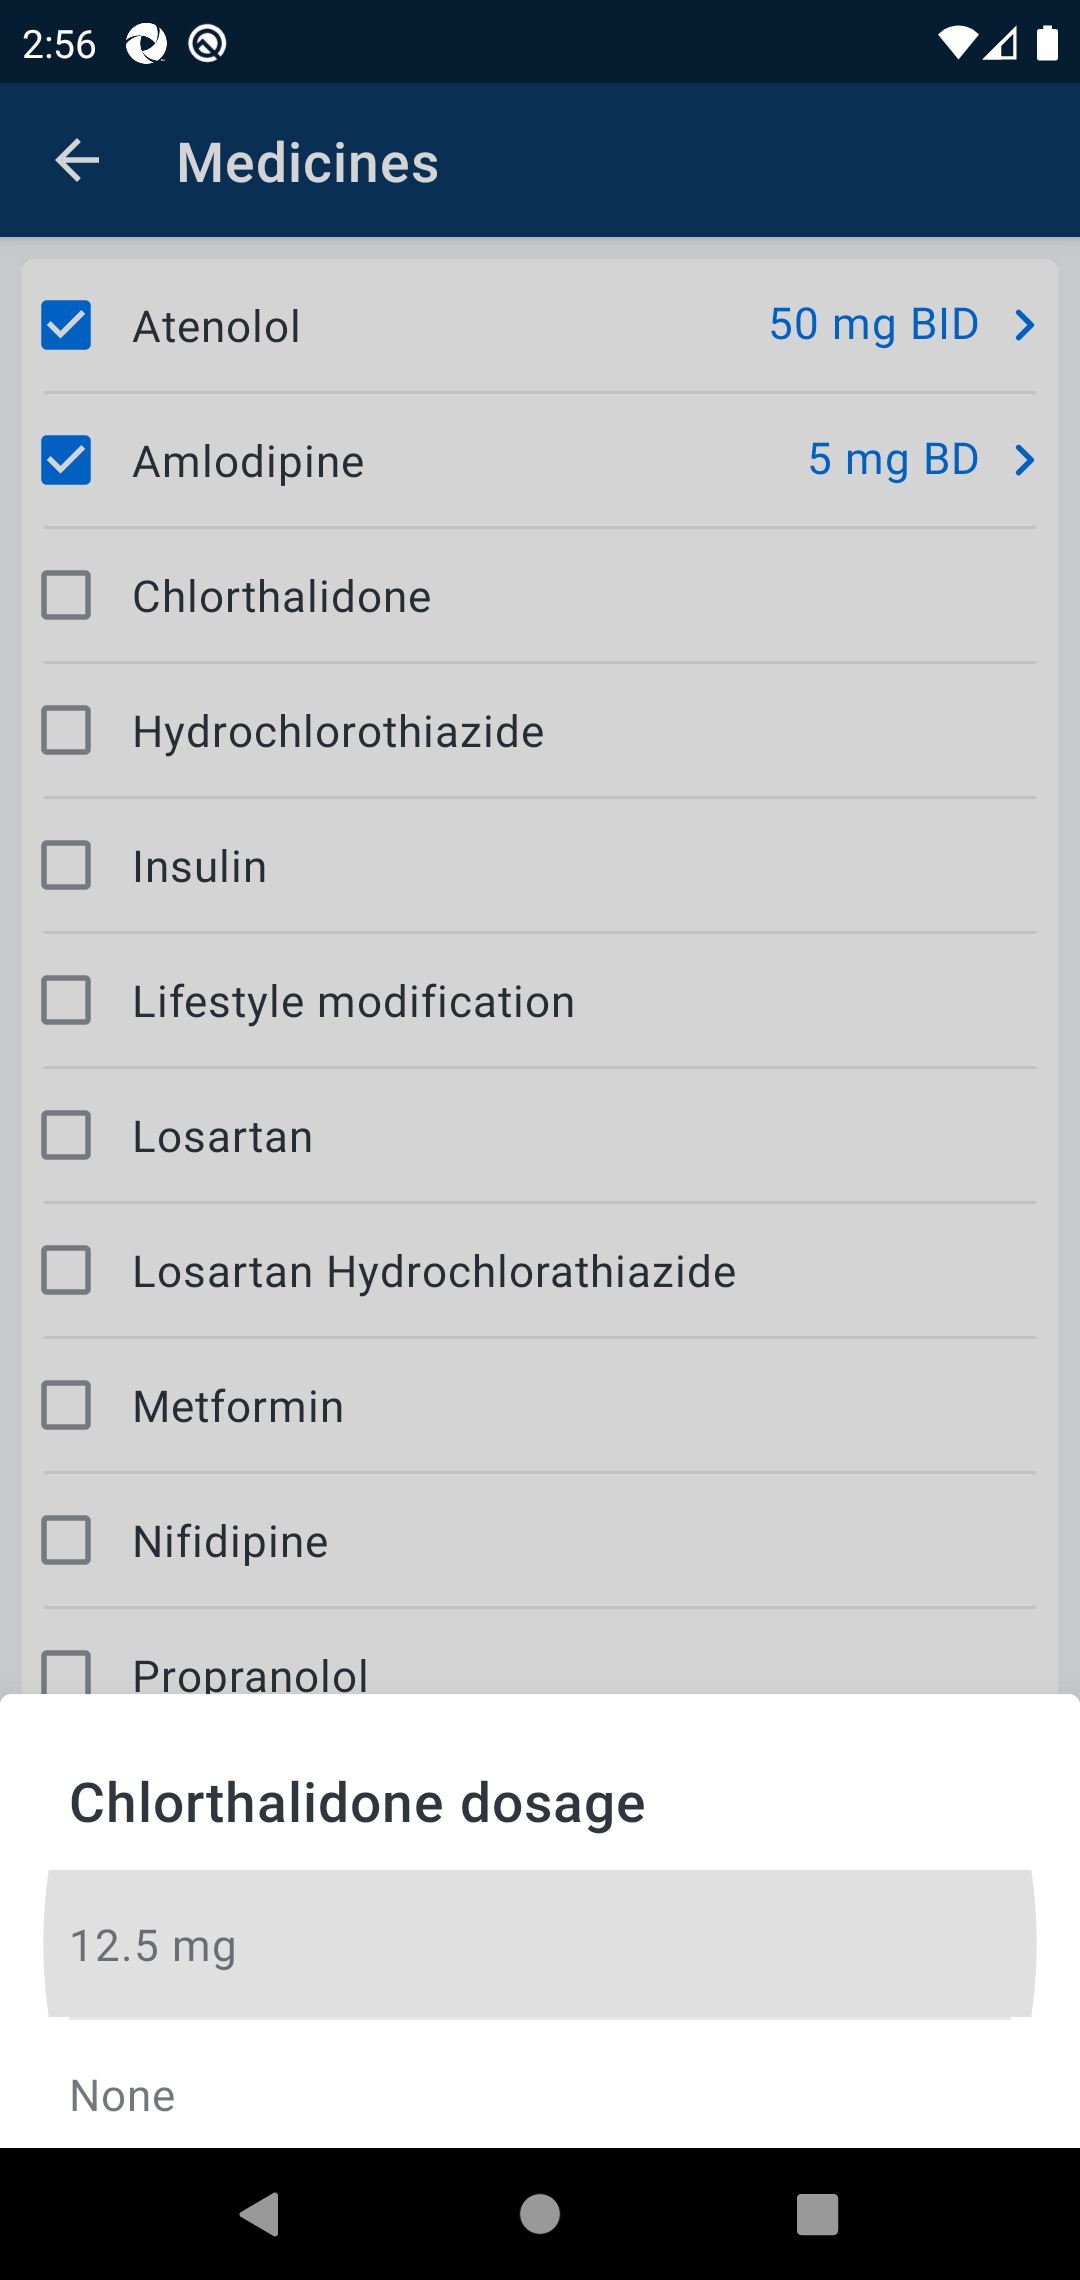 2:56
Medicines
Atenolol 50 mg BID
Amlodipine 5 mg BD
Chlorthalidone
Hydrochlorothiazide
Insulin
Lifestyle modification
Losartan
Losartan Hydrochlorathiazide
Metformin
Nifidipine
Propranolol
Chlorthalidone dosage
12.5 mg
None